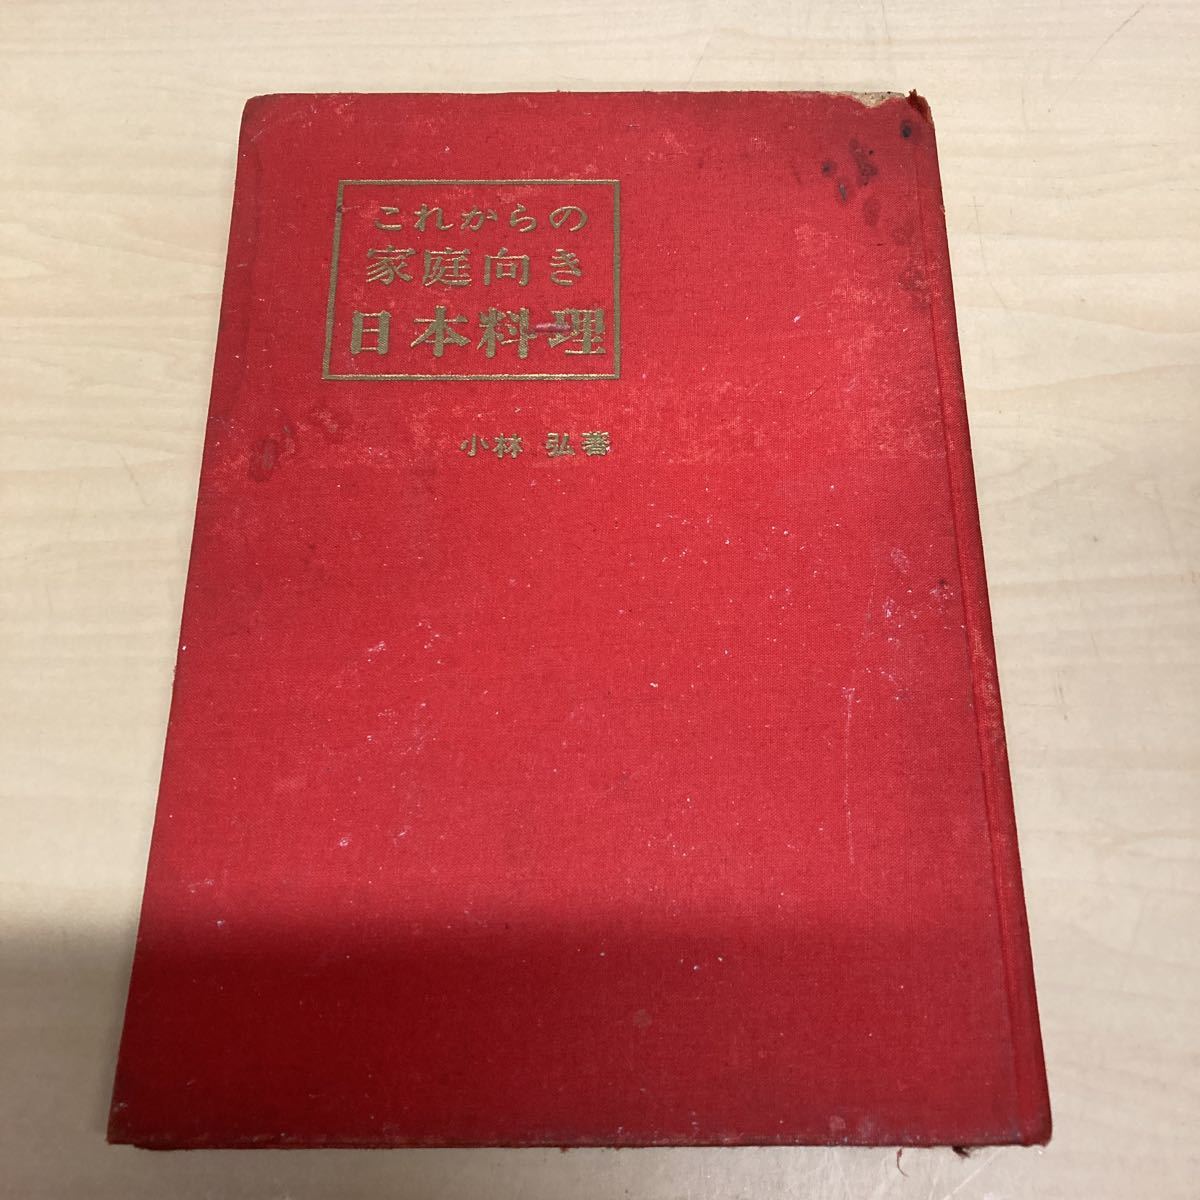 これからの
家庭向き
日本料理
小林 弘著